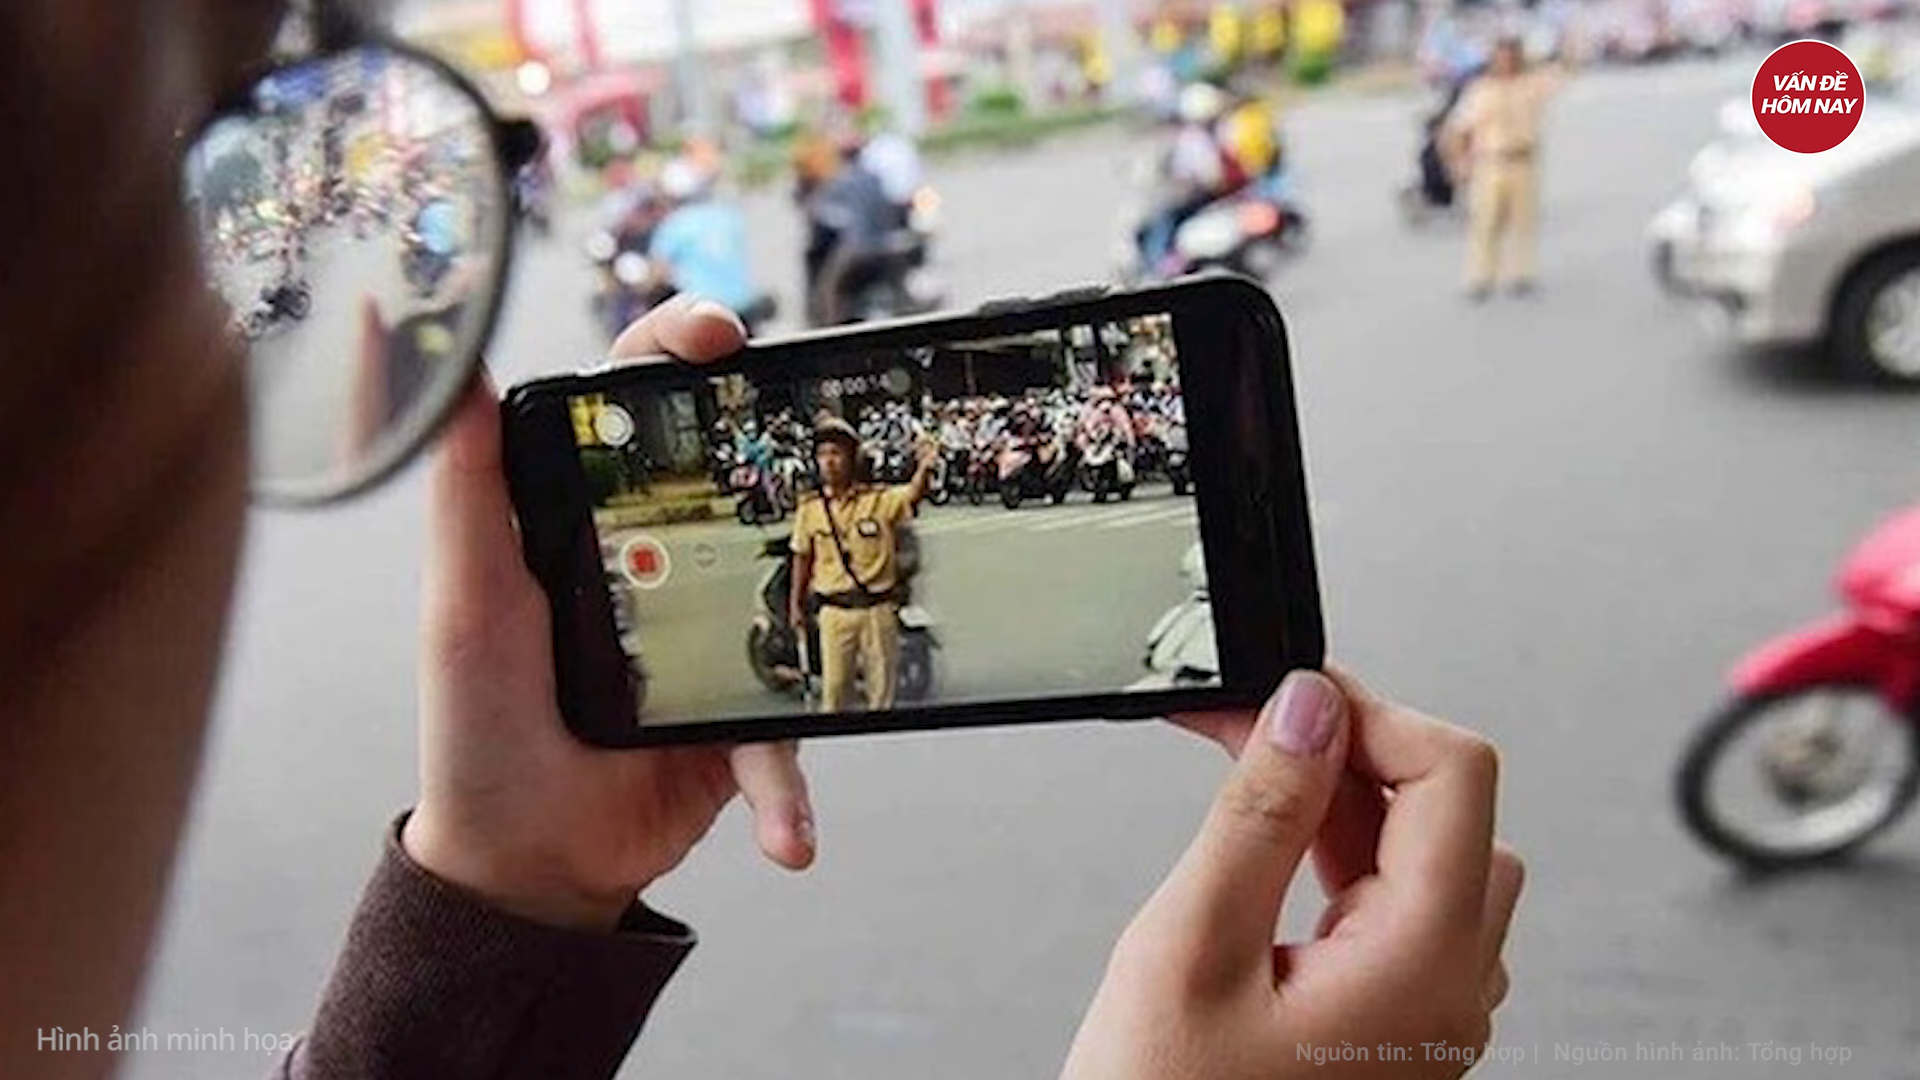 VẤN ĐỀ
HÔM NAY
Hình ảnh minh họa
Nguồn tin: Tổng hợp | Nguồn hình ảnh: Tổng hợp